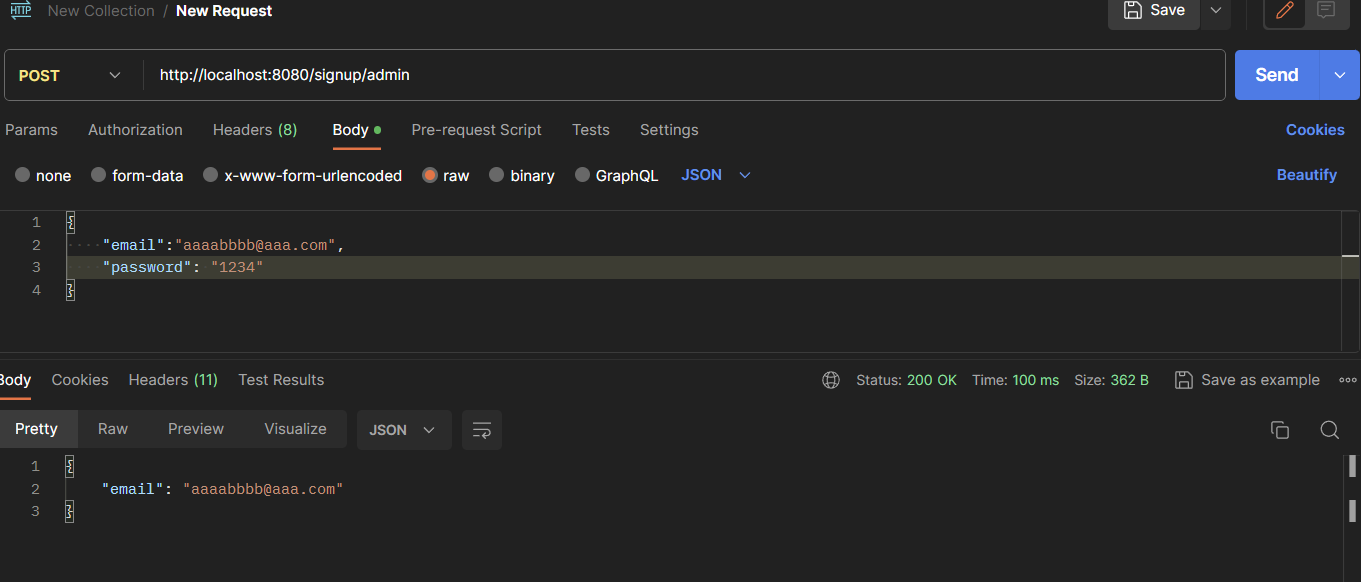 HTTP New Collection / New Request Save
POST http://localhost:8080/signup/admin Send
Params Authorization Headers (8) Body Pre-request Script Tests Settings Cookies
none form-data x-www-form-urlencoded raw binary GraphQL JSON Beautify
1 {
2 "email":"aaaabbbb@aaa.com",
3 "password": "1234"
4 }
Body Cookies Headers (11) Test Results Status: 200 OK Time: 100 ms Size: 362 B Save as example
Pretty Raw Preview Visualize JSON
1 {
2 "email": "aaaabbbb@aaa.com"
3 }